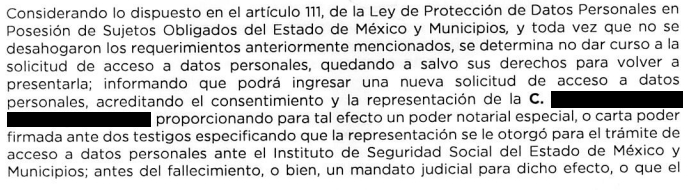 Considerando lo dispuesto en el artículo 111, de la Ley de Protección de Datos Personales en
Posesión de Sujetos Obligados del Estado de México y Municipios, y toda vez que no se
desahogaron los requerimientos anteriormente mencionados, se determina no dar curso a la
solicitud de acceso a datos personales, quedando a salvo sus derechos para volver a
presentarla; informando que podrá ingresar una nueva solicitud de acceso a datos
personales, acreditando el consentimiento y la representación de la C.
proporcionando para tal efecto un poder notarial especial, o carta poder
firmada ante dos testigos especificando que la representación se le otorgó para el trámite de
acceso a datos personales ante el Instituto de Seguridad Social del Estado de México y
Municipios; antes del fallecimiento, o bien, un mandato judicial para dicho efecto, o que el